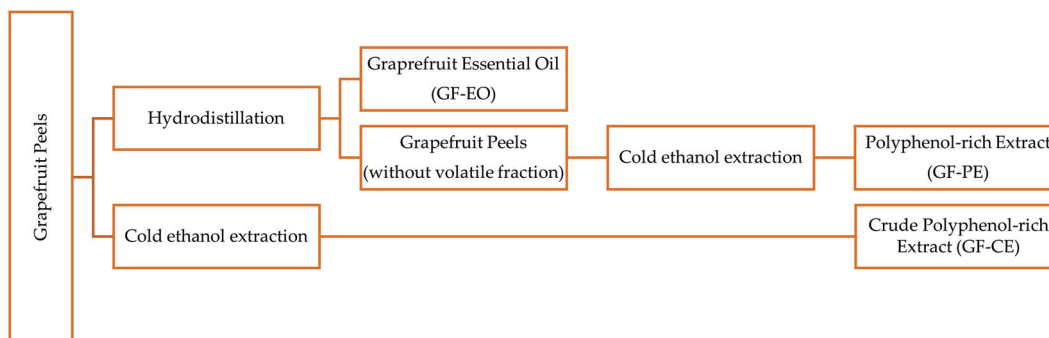 Grapefruit Peels
Hydrodistillation
Graprefruit Essential Oil
(GF-EO)
Grapefruit Peels
(without volatile fraction)
Cold ethanol extraction
Polyphenol-rich Extract
(GF-PE)
Cold ethanol extraction
Crude Polyphenol-rich
Extract (GF-CE)